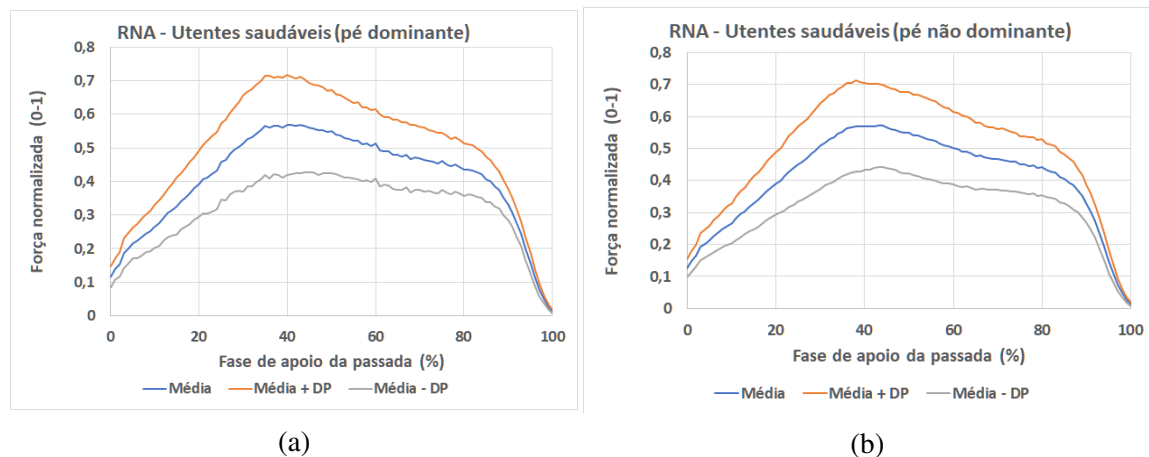 RNA - Utentes saudáveis (pé dominante)
0,8
0,7
0,6
0,5
0,4
0,3
0,2
0,1
0
Força normalizada (0-1)
0 20 40 60 80 100
Fase de apoio da passada (%)
Média Média + DP Média - DP
(a)
RNA - Utentes saudáveis (pé não dominante)
0,8
0,7
0,6
0,5
0,4
0,3
0,2
0,1
0
Força normalizada (0-1)
0 20 40 60 80 100
Fase de apoio da passada (%)
Média Média + DP Média - DP
(b)